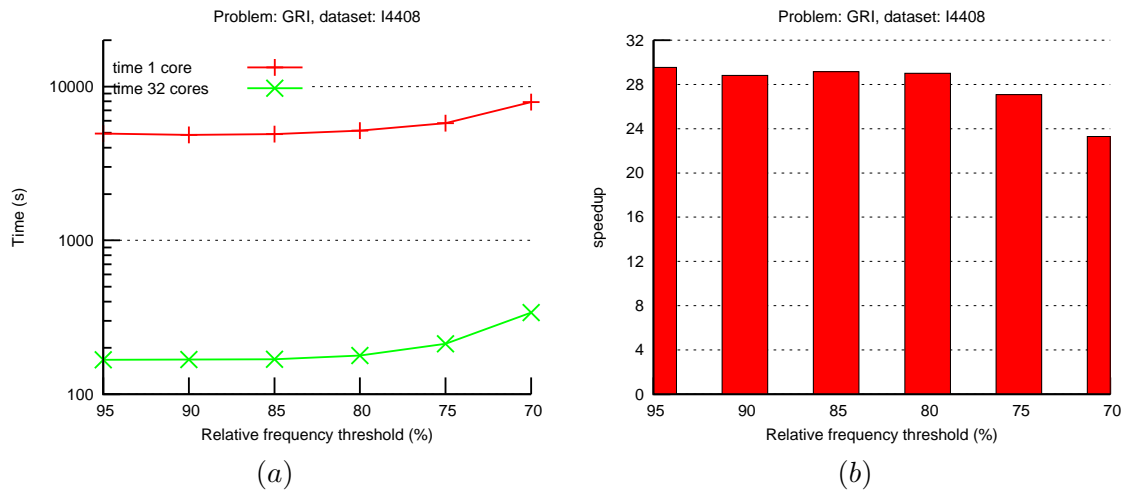 Problem: GRI, dataset: I4408
time 1 core
time 32 cores
10000
1000
100
Time (s)
95 90 85 80 75 70
Relative frequency threshold (%)
(a)
Problem: GRI, dataset: I4408
32
28
24
20
16
12
8
4
0
speedup
95 90 85 80 75 70
Relative frequency threshold (%)
(b)